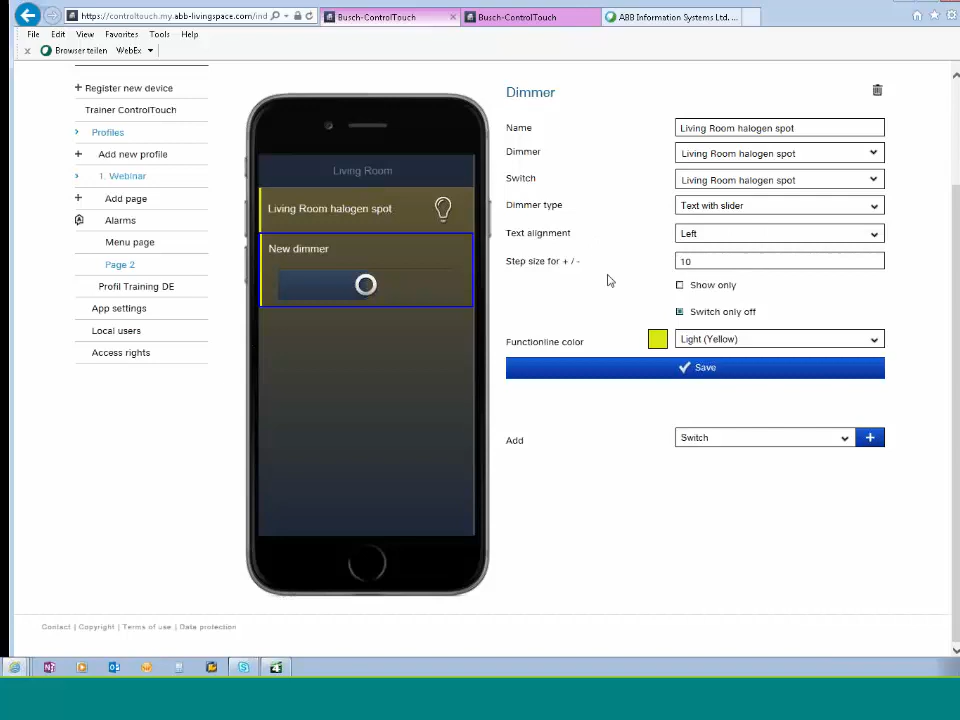 https://controltouch.my.abb-livingspace.com/ind
Busch-ControlTouch
Busch-ControlTouch
ABB Information Systems Ltd. ...
File Edit View Favorites Tools Help
x Browser teilen WebEx
+ Register new device
Trainer ControlTouch
Profiles
+ Add new profile
1. Webinar
+ Add page
Alarms
Menu page
Page 2
Profil Training DE
App settings
Local users
Access rights
Living Room
Living Room halogen spot
New dimmer
Dimmer
Name Living Room halogen spot
Dimmer Living Room halogen spot
Switch Living Room halogen spot
Dimmer type Text with slider
Text alignment Left
Step size for + / - 10
Show only
Switch only off
Functionline color Light (Yellow)
Save
Add Switch +
Contact | Copyright | Terms of use | Data protection